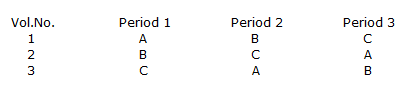 Vol.No. Period 1 Period 2 Period 3
1 A B C
2 B C A
3 C A B